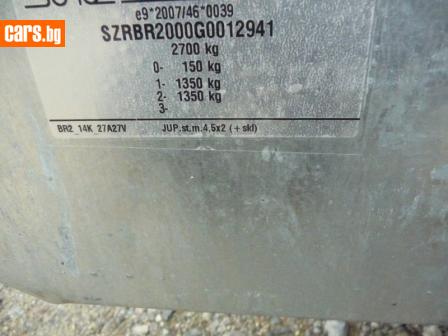 cars.bg
e9*2007/46*0039
SZRBR2000G0012941
2700 kg
0- 150 kg
1- 1350 kg
2- 1350 kg
3-
BR2 14K 27A27V JUP.st.m.4,5x2 (+skl)